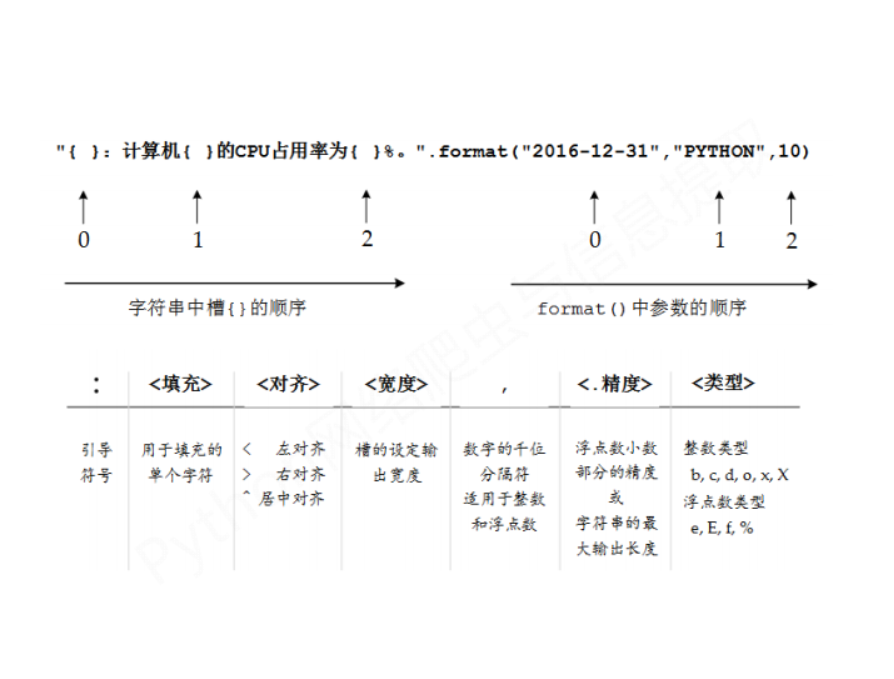 "{ }: 计算机{ }的CPU占用率为{ }%。".format("2016-12-31","PYTHON",10)
0 1 2 0 1 2
字符串中槽{}的顺序 format()中参数的顺序
: <填充> <对齐> <宽度> , <.精度> <类型>
引导
符号
用于填充的
单个字符
< 左对齐
> 右对齐
^ 居中对齐
槽的设定输
出宽度
数字的千位
分隔符
适用于整数
和浮点数
浮点数小数
部分的精度
或
字符串的最
大输出长度
整数类型
b, c, d, o, x, X
浮点数类型
e, E, f, %
Python网络爬虫与信息提取